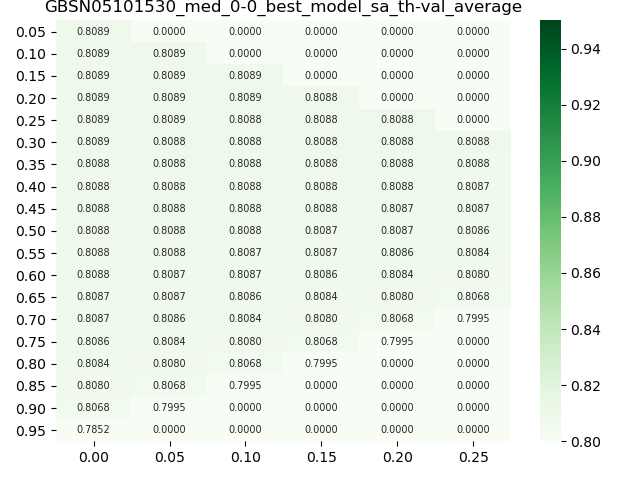 GBSN05101530_med_0-0_best_model_sa_th-val_average
0.05 0.8089 0.0000 0.0000 0.0000 0.0000 0.0000
0.10 0.8089 0.8089 0.0000 0.0000 0.0000 0.0000
0.15 0.8089 0.8089 0.8089 0.0000 0.0000 0.0000
0.20 0.8089 0.8089 0.8089 0.8088 0.0000 0.0000
0.25 0.8089 0.8089 0.8088 0.8088 0.8088 0.0000
0.30 0.8089 0.8088 0.8088 0.8088 0.8088 0.8088
0.35 0.8088 0.8088 0.8088 0.8088 0.8088 0.8088
0.40 0.8088 0.8088 0.8088 0.8088 0.8088 0.8087
0.45 0.8088 0.8088 0.8088 0.8088 0.8087 0.8087
0.50 0.8088 0.8088 0.8088 0.8087 0.8087 0.8086
0.55 0.8088 0.8088 0.8087 0.8087 0.8086 0.8084
0.60 0.8088 0.8087 0.8087 0.8086 0.8084 0.8080
0.65 0.8087 0.8087 0.8086 0.8084 0.8080 0.8068
0.70 0.8087 0.8086 0.8084 0.8080 0.8068 0.7995
0.75 0.8086 0.8084 0.8080 0.8068 0.7995 0.0000
0.80 0.8084 0.8080 0.8068 0.7995 0.0000 0.0000
0.85 0.8080 0.8068 0.7995 0.0000 0.0000 0.0000
0.90 0.8068 0.7995 0.0000 0.0000 0.0000 0.0000
0.95 0.7852 0.0000 0.0000 0.0000 0.0000 0.0000
0.00 0.05 0.10 0.15 0.20 0.25
0.94
0.92
0.90
0.88
0.86
0.84
0.82
0.80